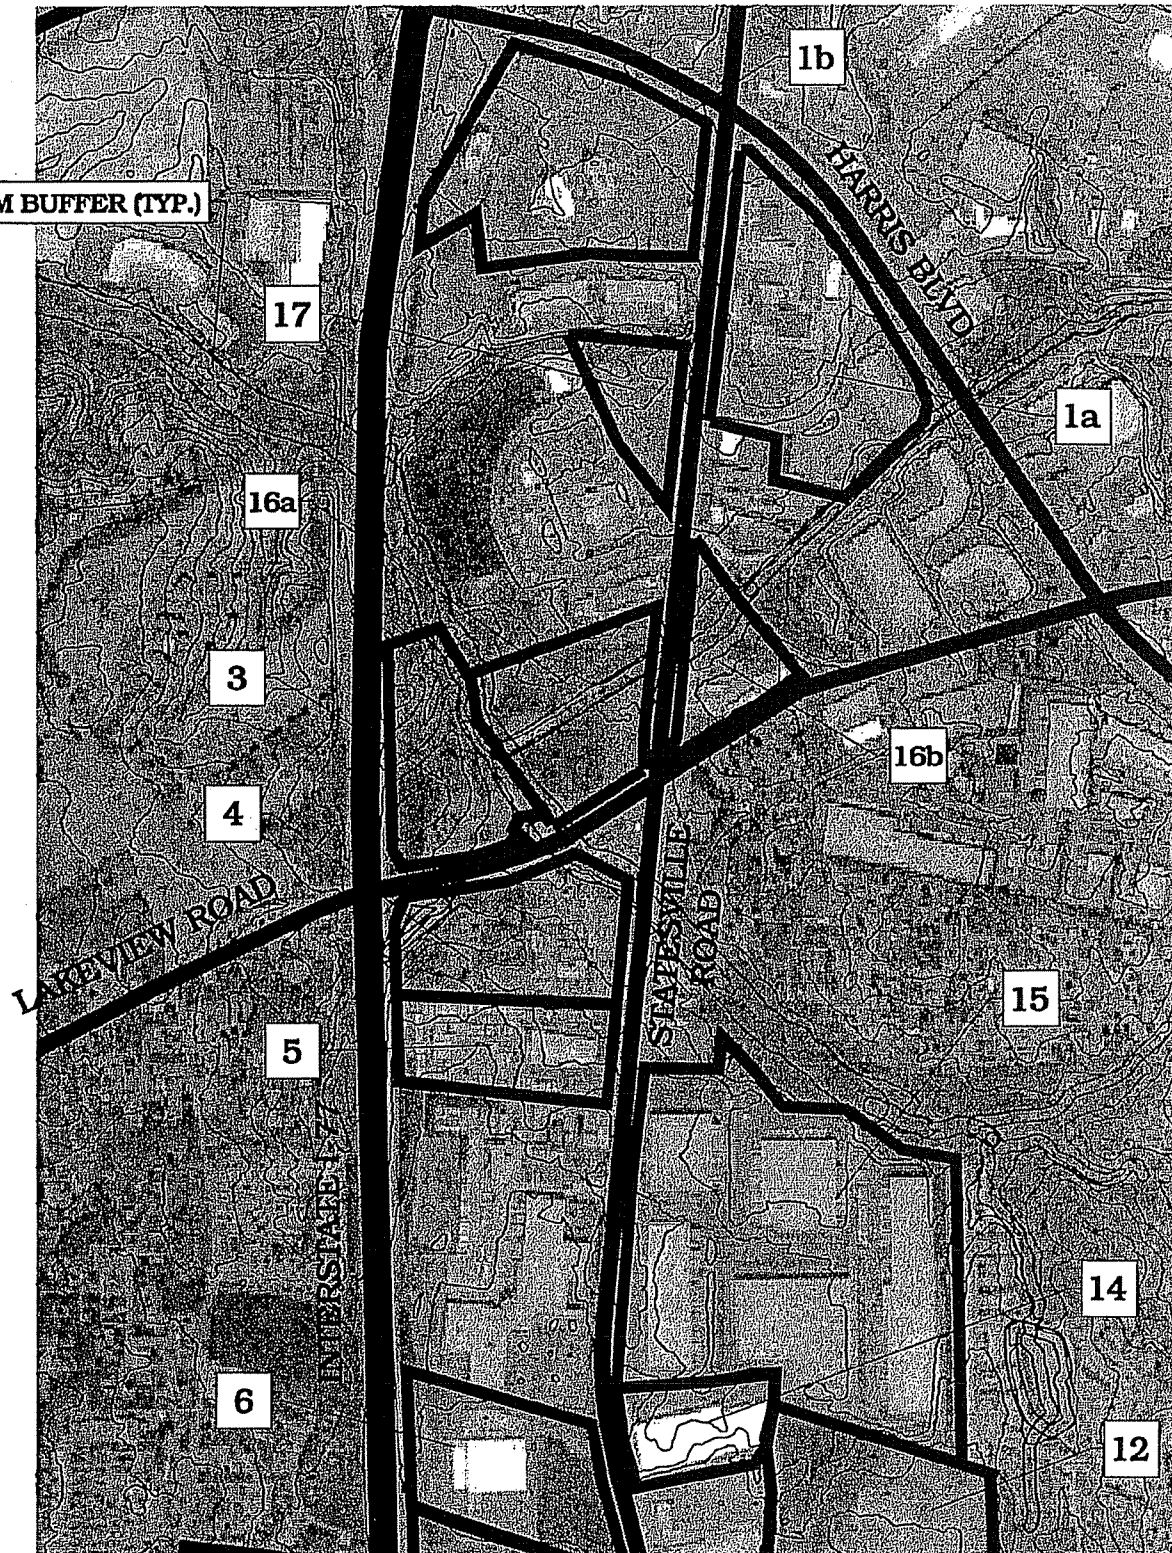 1b
HARRIS BLVD
M BUFFER (TYP.)
17
1a
16a
3
16b
4
LAKEVIEW ROAD
STATESVILLE
ROAD
15
5
INTERSTATE I-77
14
6
12